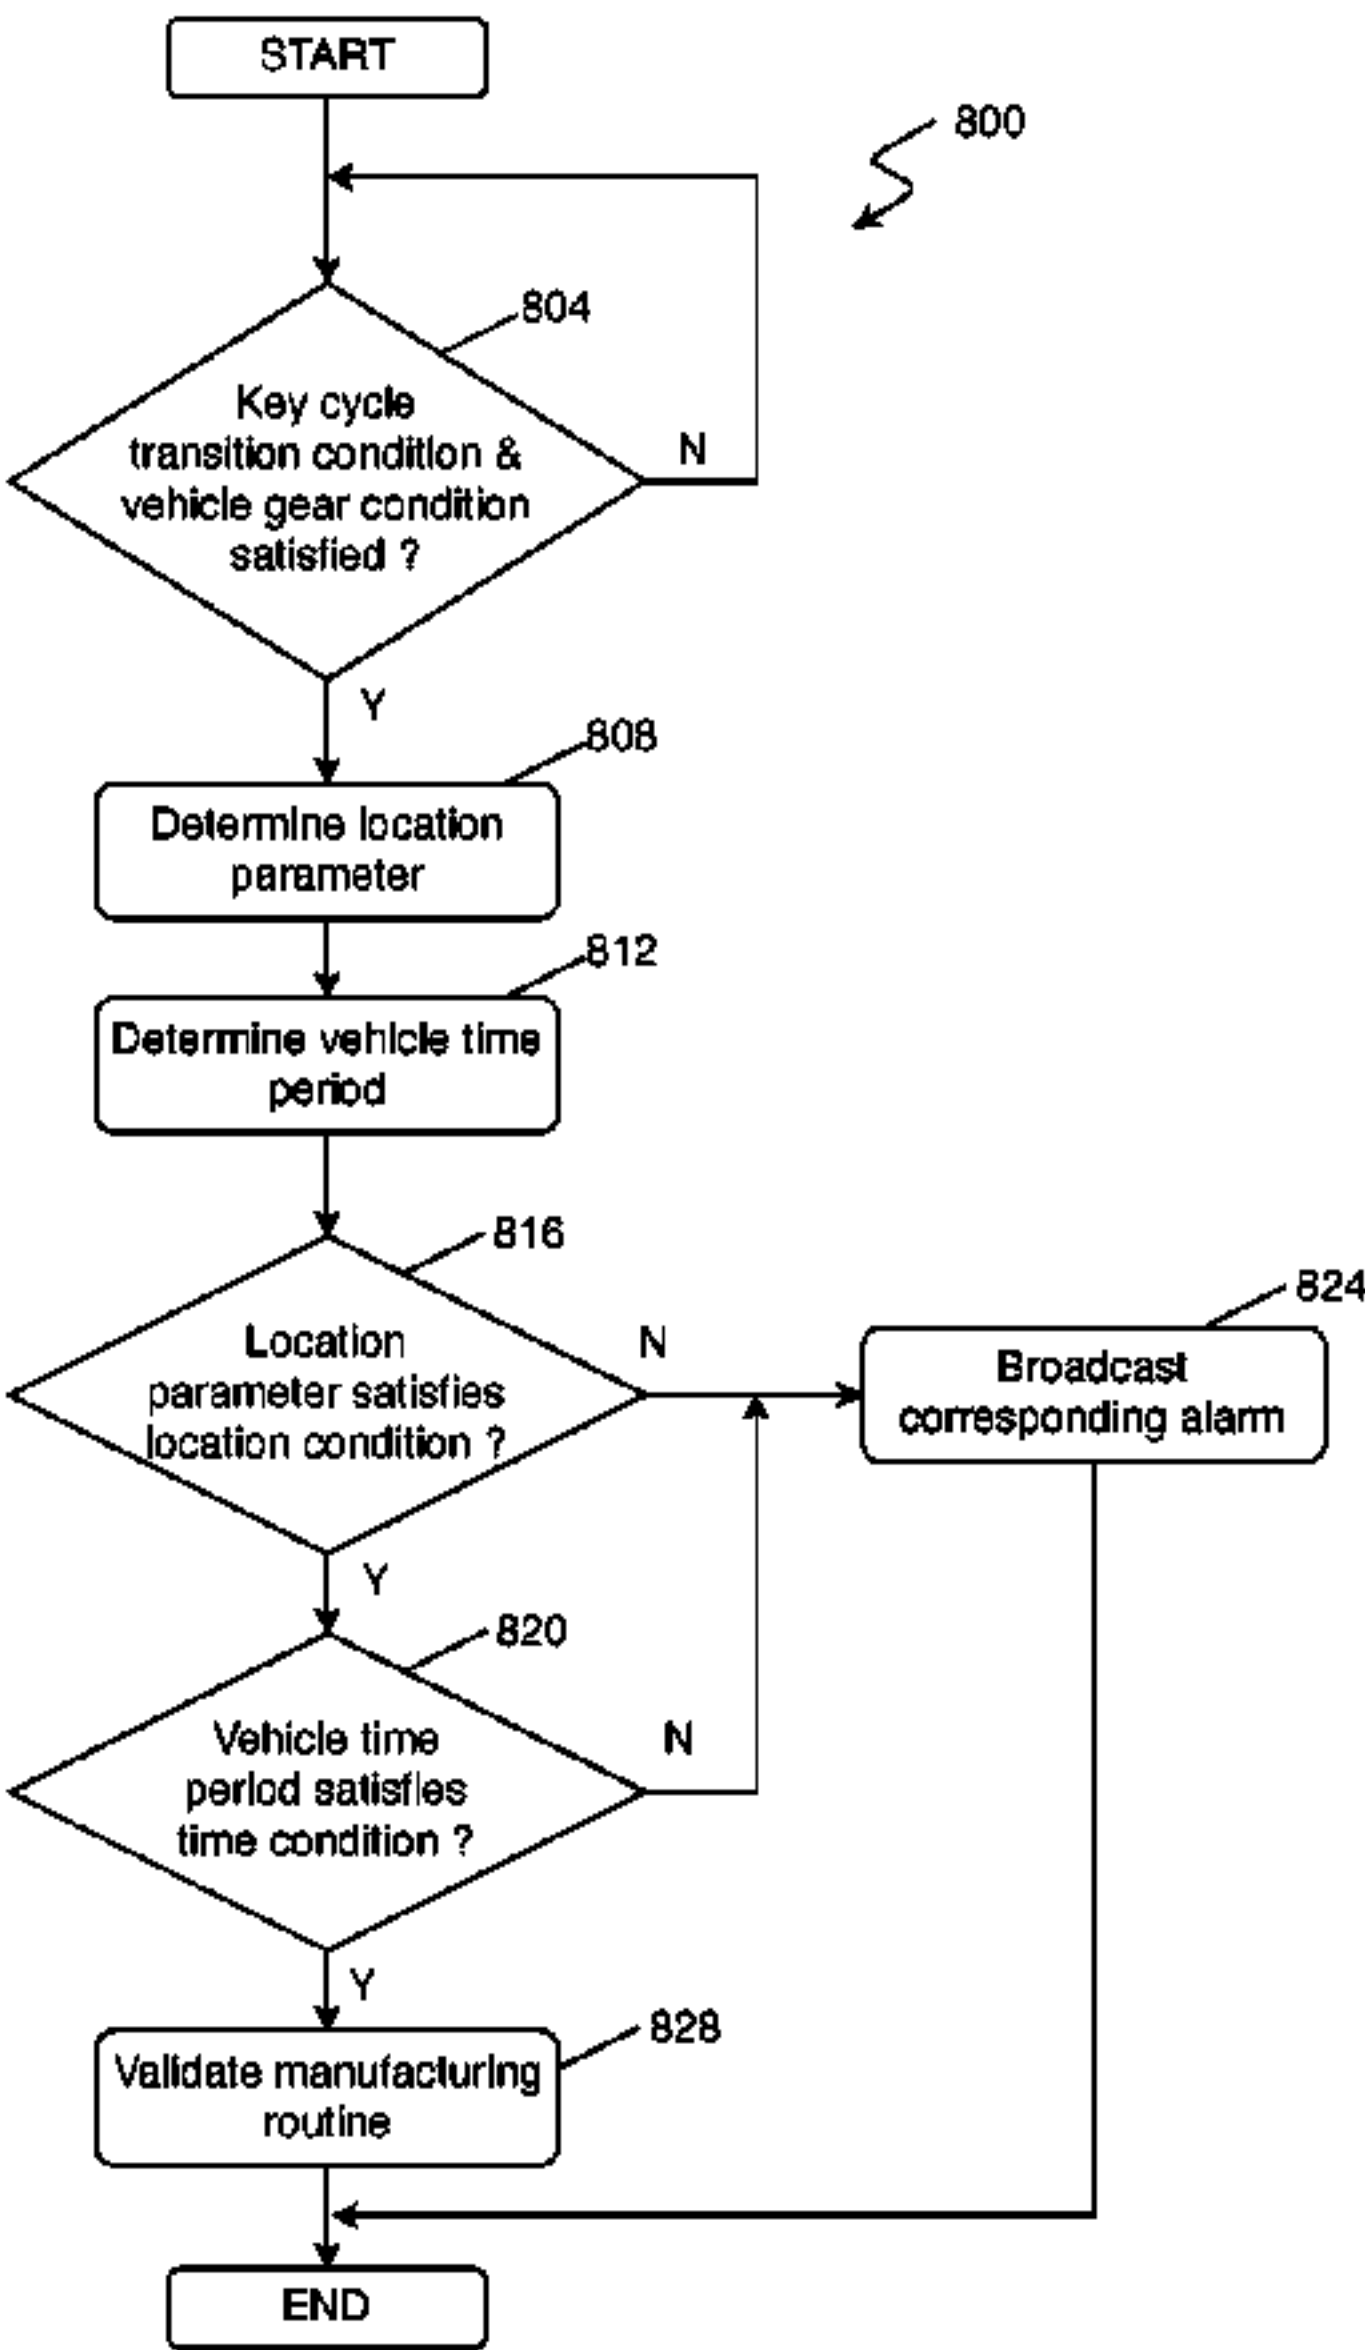 START
800
804
Key cycle
transition condition &
vehicle gear condition
satisfied ?
N
Y
808
Determine location
parameter
812
Determine vehicle time
period
816
Location
parameter satisfies
location condition ?
N
824
Broadcast
corresponding alarm
Y
820
Vehicle time
period satisfies
time condition ?
N
Y
828
Validate manufacturing
routine
END